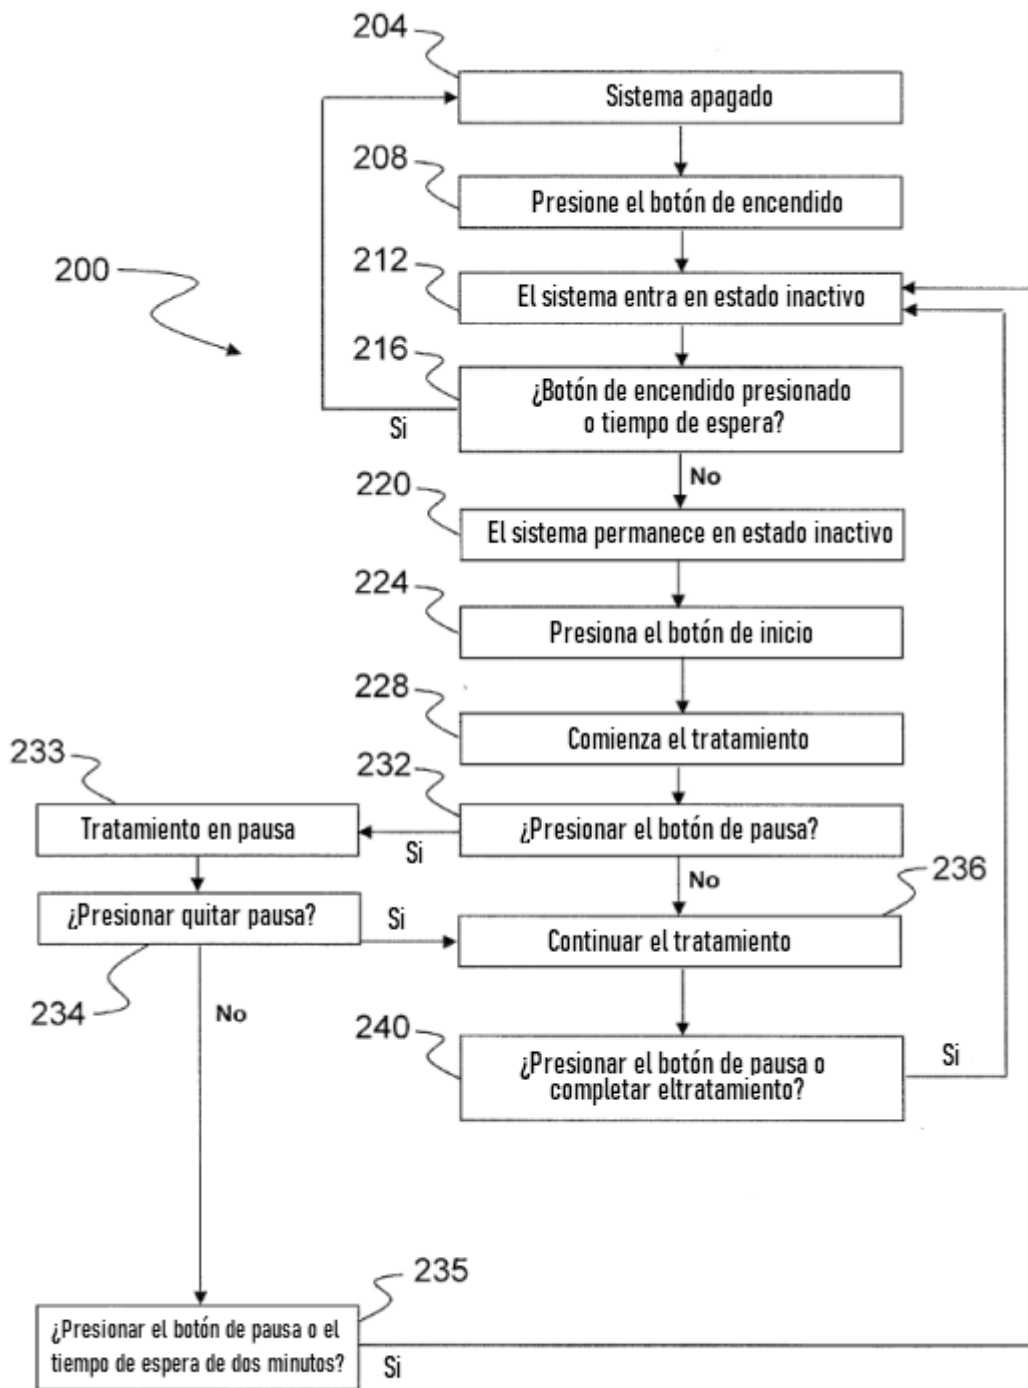 204
Sistema apagado
208
Presione el botón de encendido
212
200
El sistema entra en estado inactivo
216
¿Botón de encendido presionado
o tiempo de espera?
Si
No
220
El sistema permanece en estado inactivo
224
Presiona el botón de inicio
228
Comienza el tratamiento
233
232
Tratamiento en pausa
¿Presionar el botón de pausa?
Si
No
236
¿Presionar quitar pausa?
Si
Continuar el tratamiento
234
No
240
¿Presionar el botón de pausa o
completar eltratamiento?
Si
235
¿Presionar el botón de pausa o el
tiempo de espera de dos minutos?
Si